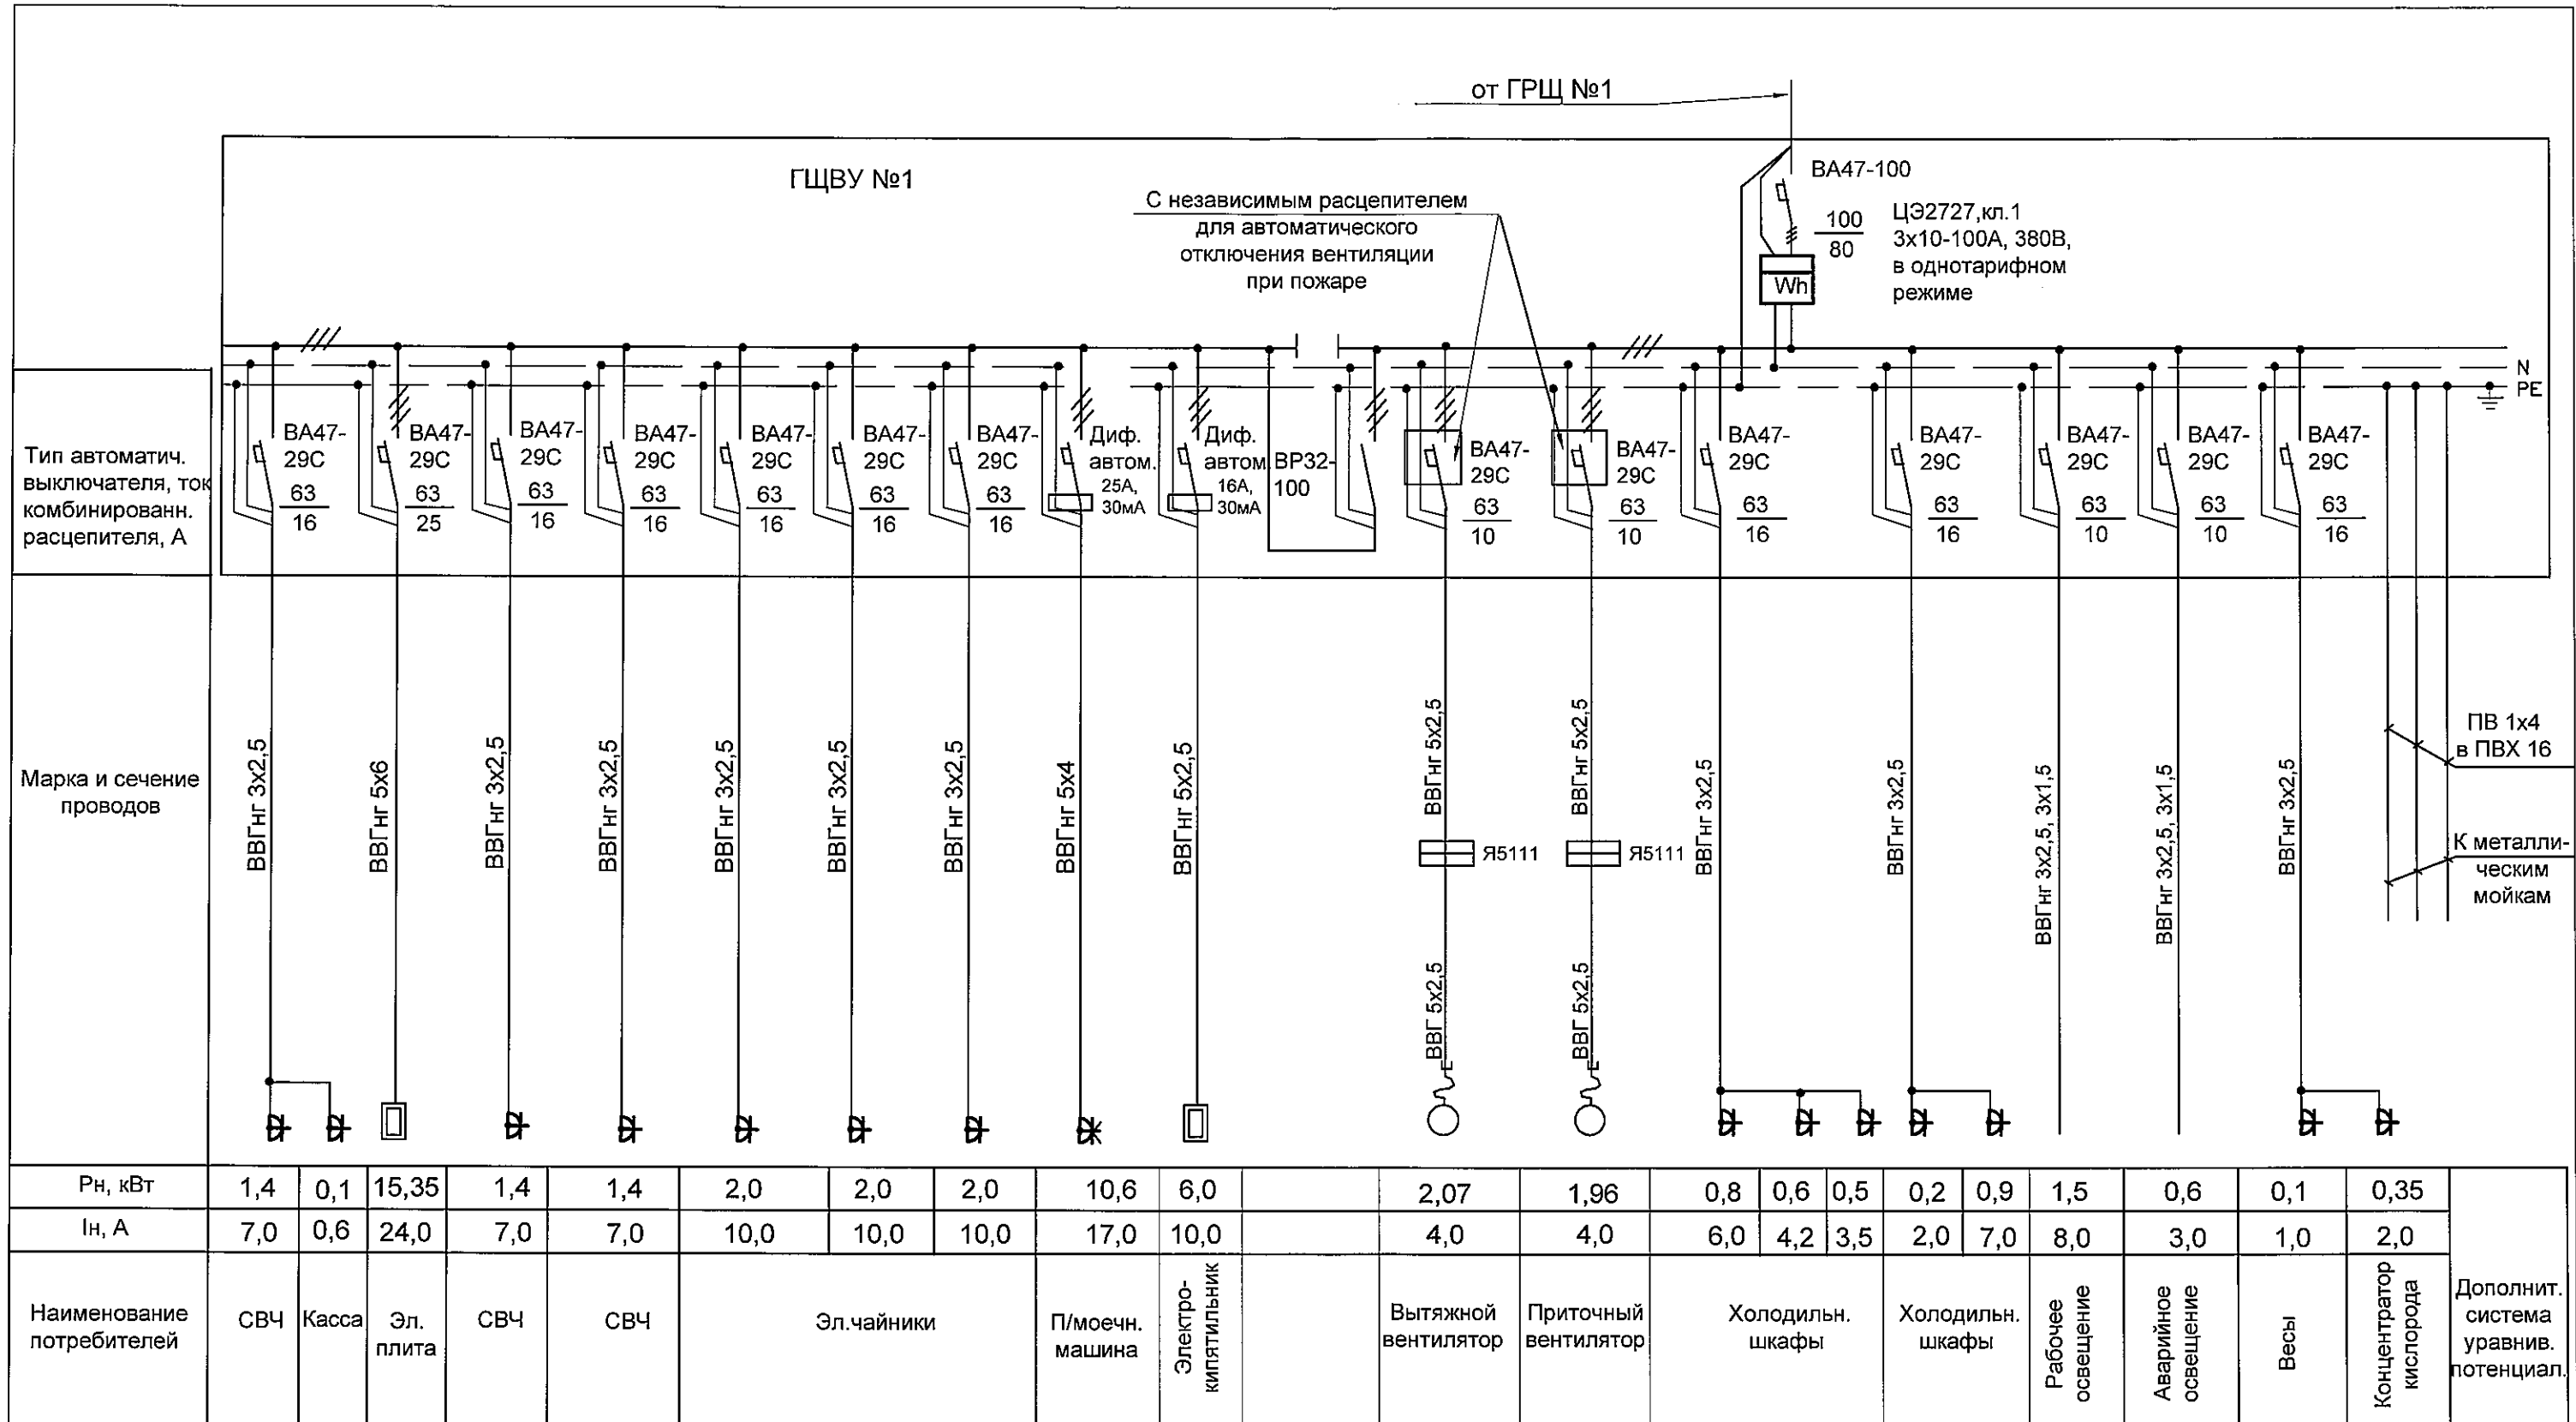 от ГРЩ №1
ГЩВУ №1
ВА47-100
100
80
ЦЭ2727,кл.1
3х10-100А, 380В,
в однотарифном
режиме
Wh
С независимым расцепителем
для автоматического
отключения вентиляции
при пожаре
N
PE
Тип автоматич.
выключателя, ток
комбинированн.
расцепителя, А
ВА47-
29С
63
16
ВА47-
29С
63
25
ВА47-
29С
63
16
ВА47-
29С
63
16
ВА47-
29С
63
16
ВА47-
29С
63
16
ВА47-
29С
63
16
Диф.
автом.
25А,
30мА
Диф.
автом.
16А,
30мА
ВР32-
100
ВА47-
29С
63
10
ВА47-
29С
63
10
ВА47-
29С
63
16
ВА47-
29С
63
16
ВА47-
29С
63
10
ВА47-
29С
63
10
ВА47-
29С
63
16
Марка и сечение
проводов
ВВГнг 3х2,5
ВВГнг 5х6
ВВГнг 3х2,5
ВВГнг 3х2,5
ВВГнг 3х2,5
ВВГнг 3х2,5
ВВГнг 3х2,5
ВВГнг 5х4
ВВГнг 5х2,5
ВВГнг 5х2,5
Я5111
ВВГ 5х2,5
ВВГнг 5х2,5
Я5111
ВВГ 5х2,5
ВВГнг 3х2,5
ВВГнг 3х2,5
ВВГнг 3х2,5, 3х1,5
ВВГнг 3х2,5, 3х1,5
ВВГнг 3х2,5
ПВ 1х4
в ПВХ 16
К металли-
ческим
мойкам
Рн, кВт 1,4 0,1 15,35 1,4 1,4 2,0 2,0 2,0 10,6 6,0 2,07 1,96 0,8 0,6 0,5 0,2 0,9 1,5 0,6 0,1 0,35
Iн, А 7,0 0,6 24,0 7,0 7,0 10,0 10,0 10,0 17,0 10,0 4,0 4,0 6,0 4,2 3,5 2,0 7,0 8,0 3,0 1,0 2,0
Наименование
потребителей
СВЧ
Касса
Эл.
плита
СВЧ
СВЧ
Эл.чайники
П/моечн.
машина
Электро-
кипятильник
Вытяжной
вентилятор
Приточный
вентилятор
Холодильн.
шкафы
Холодильн.
шкафы
Рабочее
освещение
Аварийное
освещение
Весы
Концентратор
кислорода
Дополнит.
система
уравнив.
потенциал.